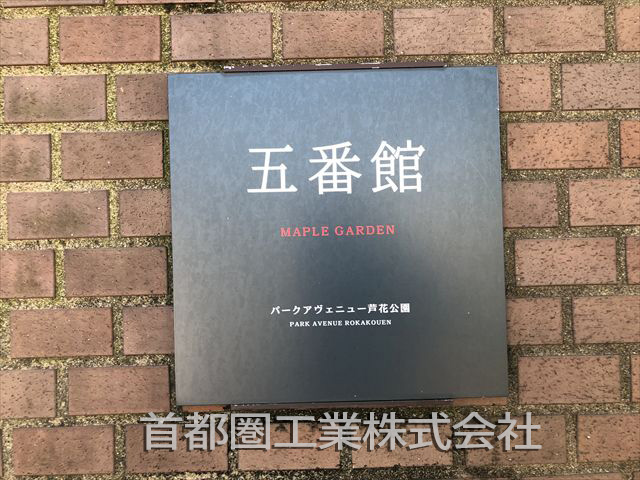 五番館
MAPLE GARDEN
パークアヴェニュー芦花公園
PARK AVENUE ROKAKOUEN
首都圏工業株式会社